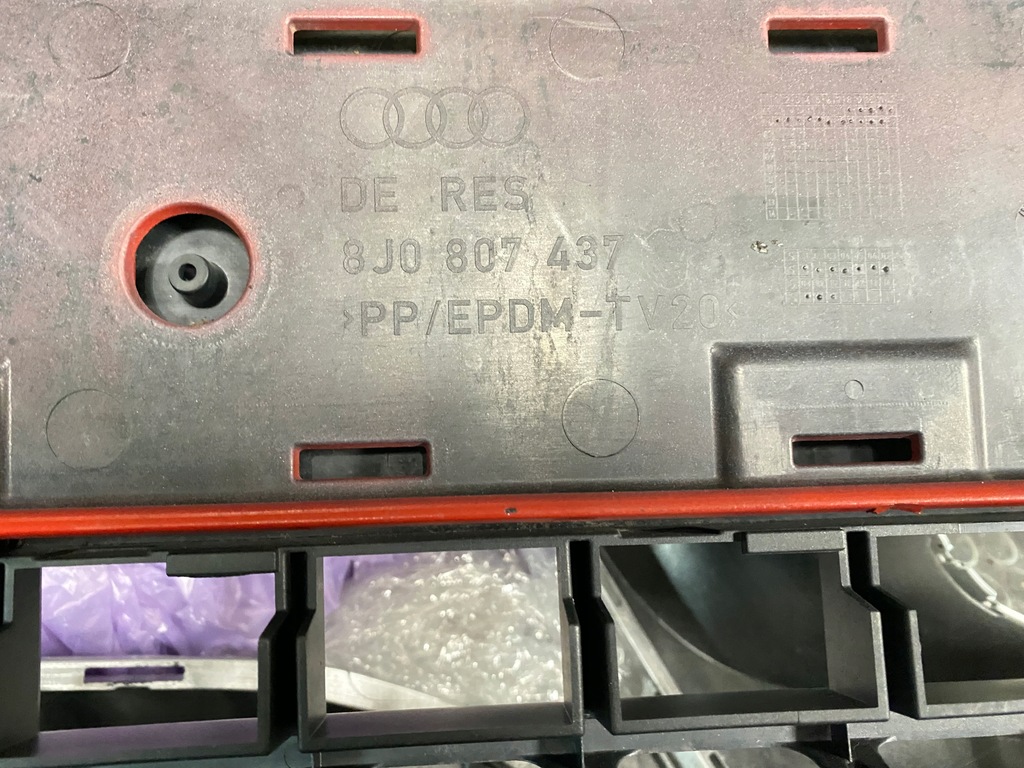 DE RES
8J0 807 437
>PP/EPDM-TV20<